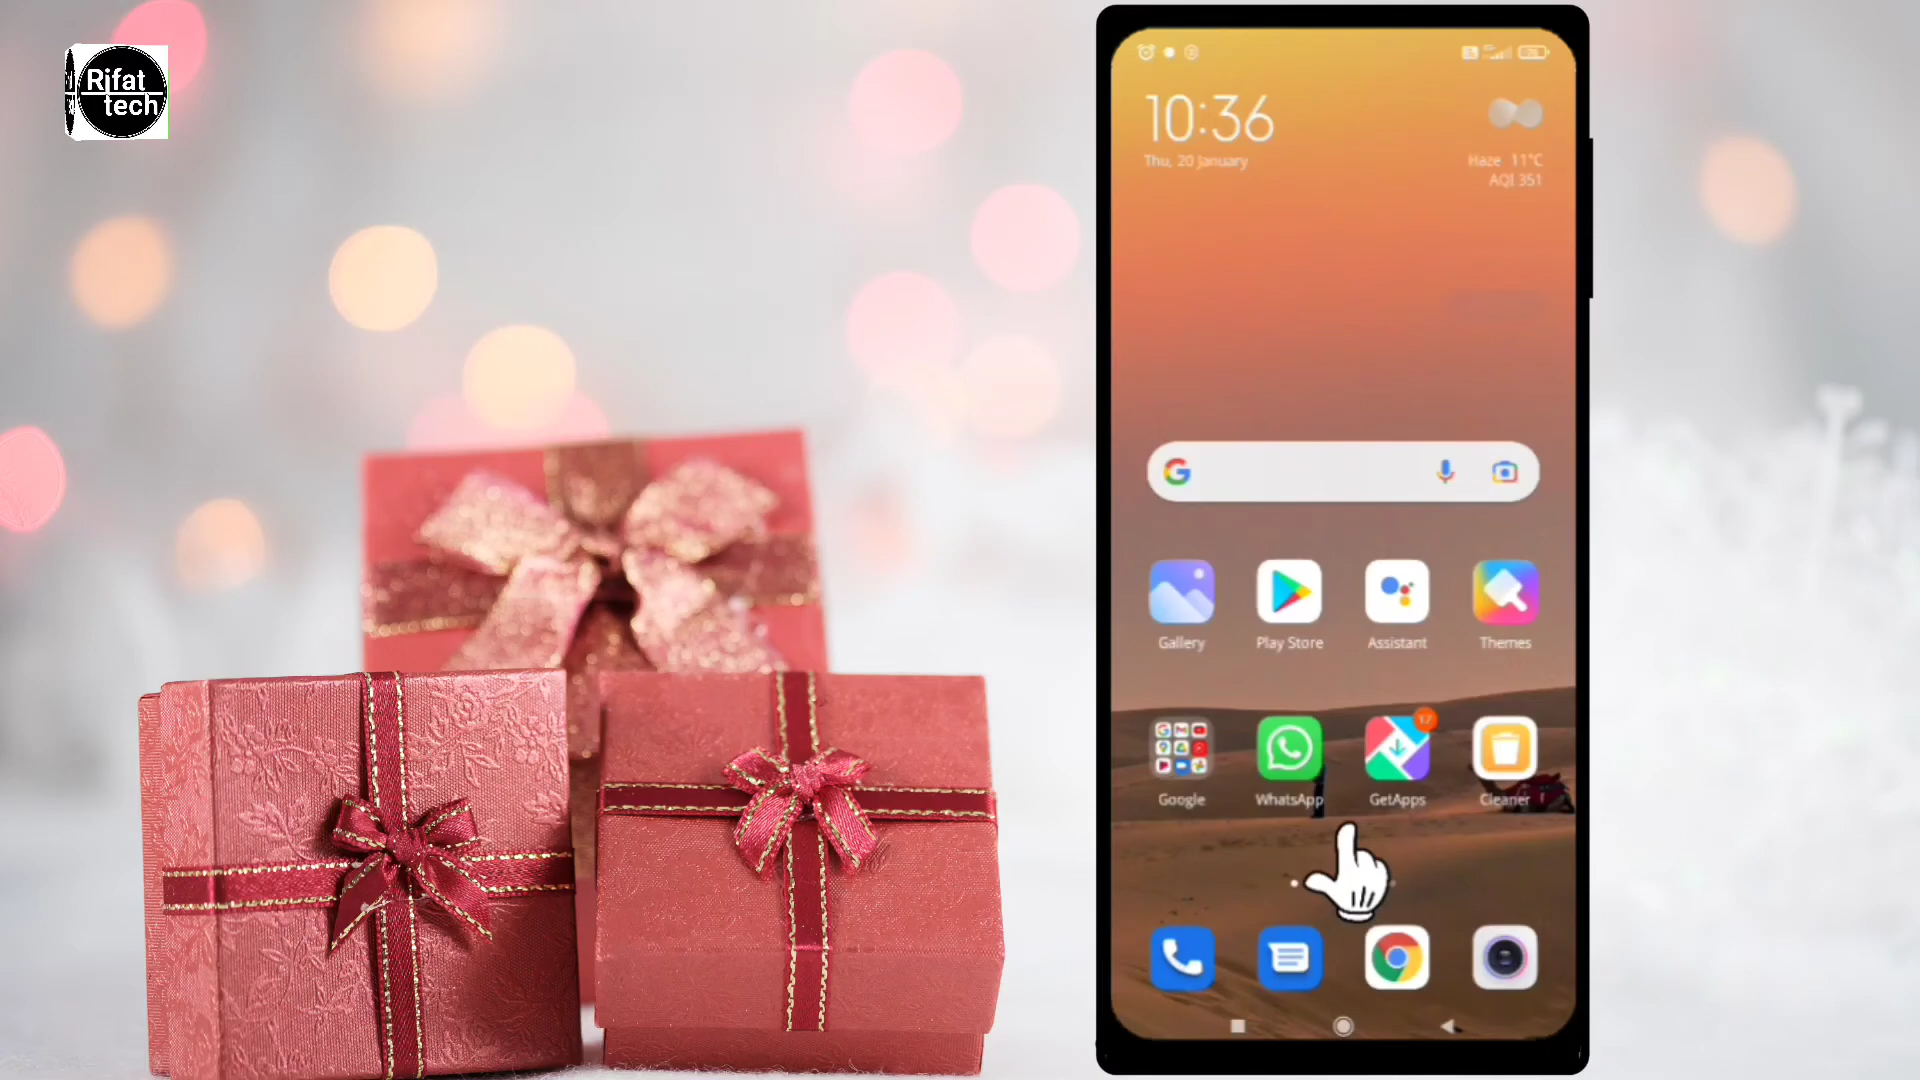 Rifat
tech
10:36
Thu, 20 January
Haze 11°C
AQI 351
Gallery
Play Store
Assistant
Themes
17
Google
WhatsApp
GetApps
Cleaner